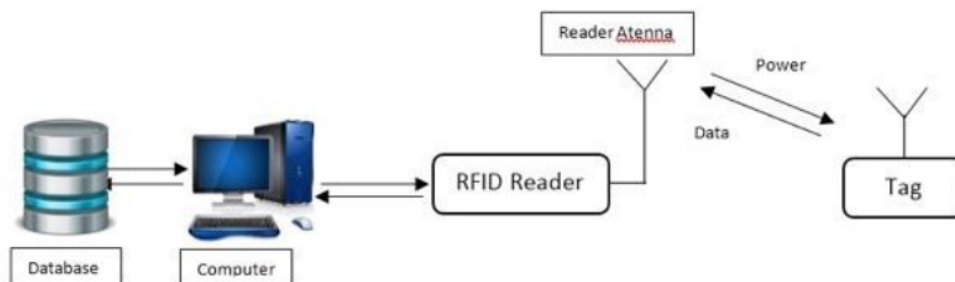 Reader Atenna
Power
Data
RFID Reader
Tag
Database
Computer